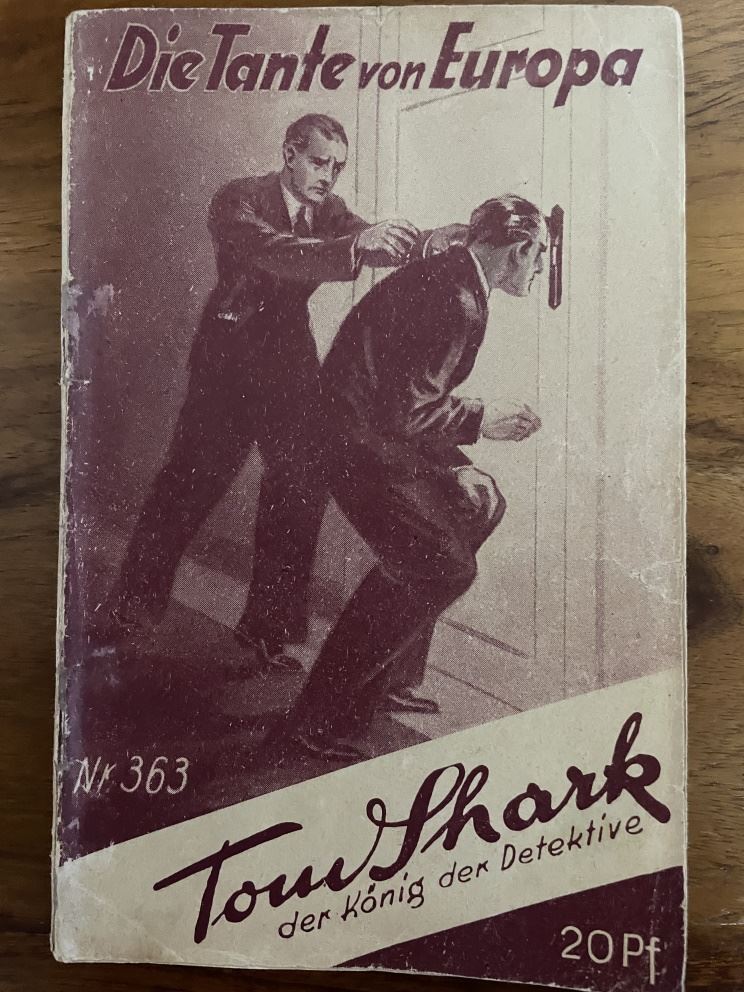 Die Tante von Europa
Nr 363
Tom Shark
der König der Detektive
20 Pf